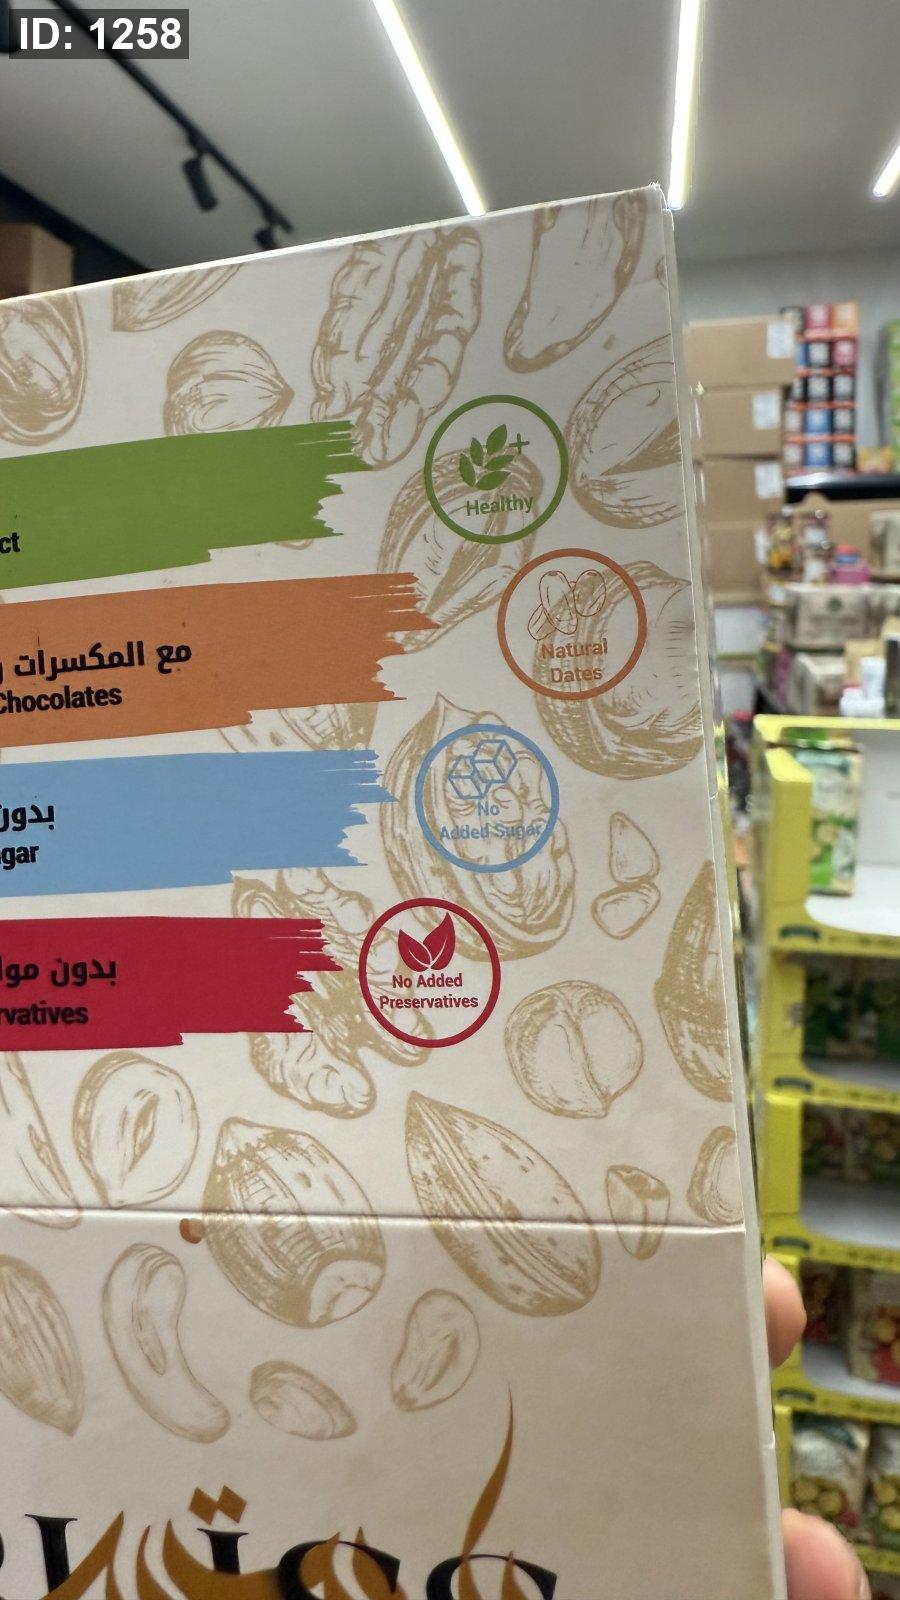 ID: 1258
Healthy
ct
Natural
Dates
مع المكسرات
Chocolates
No
Added Sugar
بدون
gar
No Added
Preservatives
بدون موا
rvatives